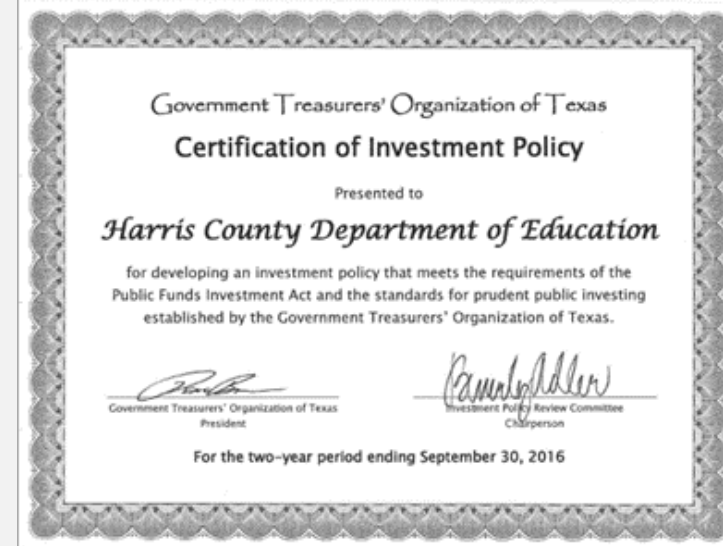 Government Treasurers' Organization of Texas
Certification of Investment Policy
Presented to
Harris County Department of Education
for developing an investment policy that meets the requirements of the
Public Funds Investment Act and the standards for prudent public investing
established by the Government Treasurers' Organization of Texas.
Beverly Adler
Government Treasurers' Organization of Texas
President
Investment Policy Review Committee
Chairperson
For the two-year period ending September 30, 2016